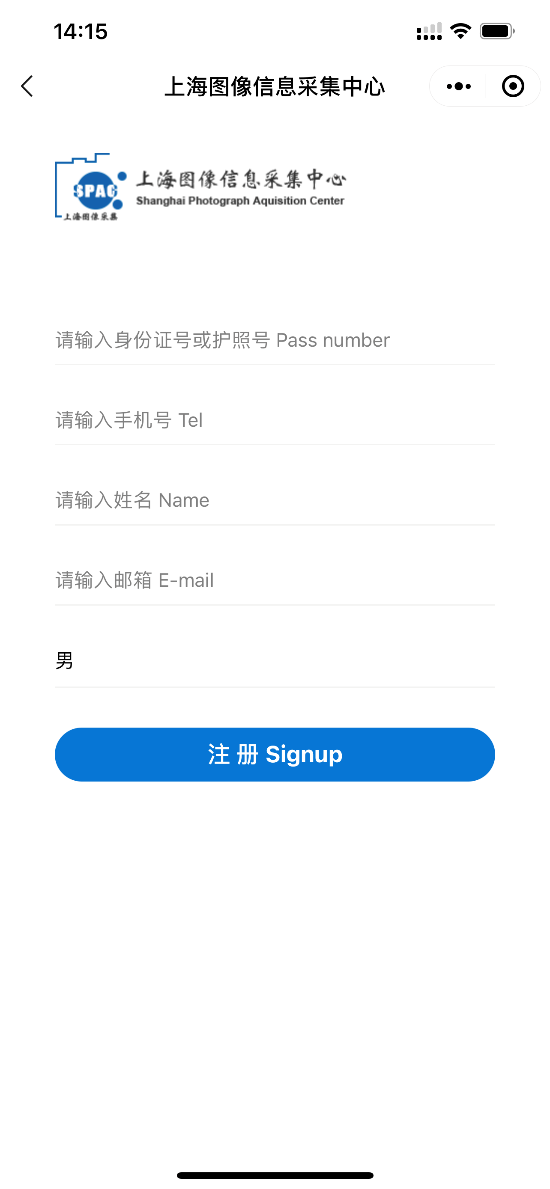 14:15
上海图像信息采集中心
SPAC
上海图像采集
上海图像信息采集中心
Shanghai Photograph Aquisition Center
请输入身份证号或护照号 Pass number
请输入手机号 Tel
请输入姓名 Name
请输入邮箱 E-mail
男
注 册 Signup